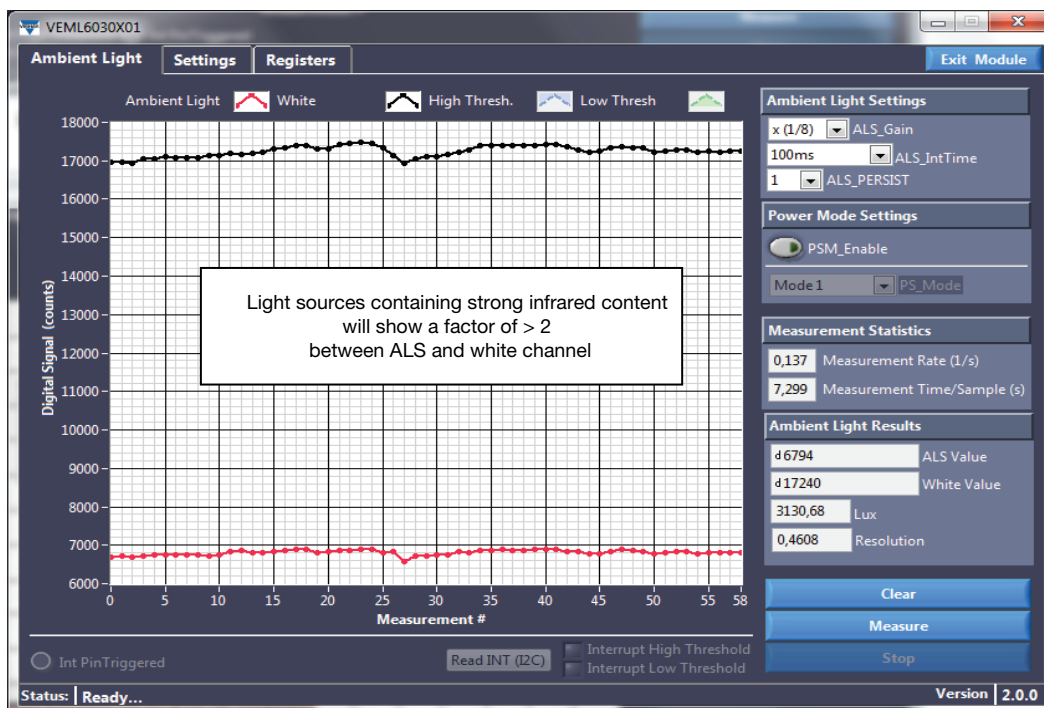 VEML6030X01
Ambient Light Settings Registers Exit Module
Ambient Light White High Thresh. Low Thresh
18000
17000
16000
15000
14000
13000
12000
11000
10000
9000
8000
7000
6000
Digital Signal (counts)
0 5 10 15 20 25 30 35 40 45 50 55 58
Measurement #
Light sources containing strong infrared content
will show a factor of > 2
between ALS and white channel
Ambient Light Settings
x (1/8) ALS_Gain
100ms ALS_IntTime
1 ALS_PERSIST
Power Mode Settings
PSM_Enable
Mode 1 PS_Mode
Measurement Statistics
0,137 Measurement Rate (1/s)
7,299 Measurement Time/Sample (s)
Ambient Light Results
d 6794 ALS Value
d 17240 White Value
3130,68 Lux
0,4608 Resolution
Clear
Measure
Stop
Int PinTriggered
Read INT (I2C)
Interrupt High Threshold
Interrupt Low Threshold
Status: Ready...
Version 2.0.0